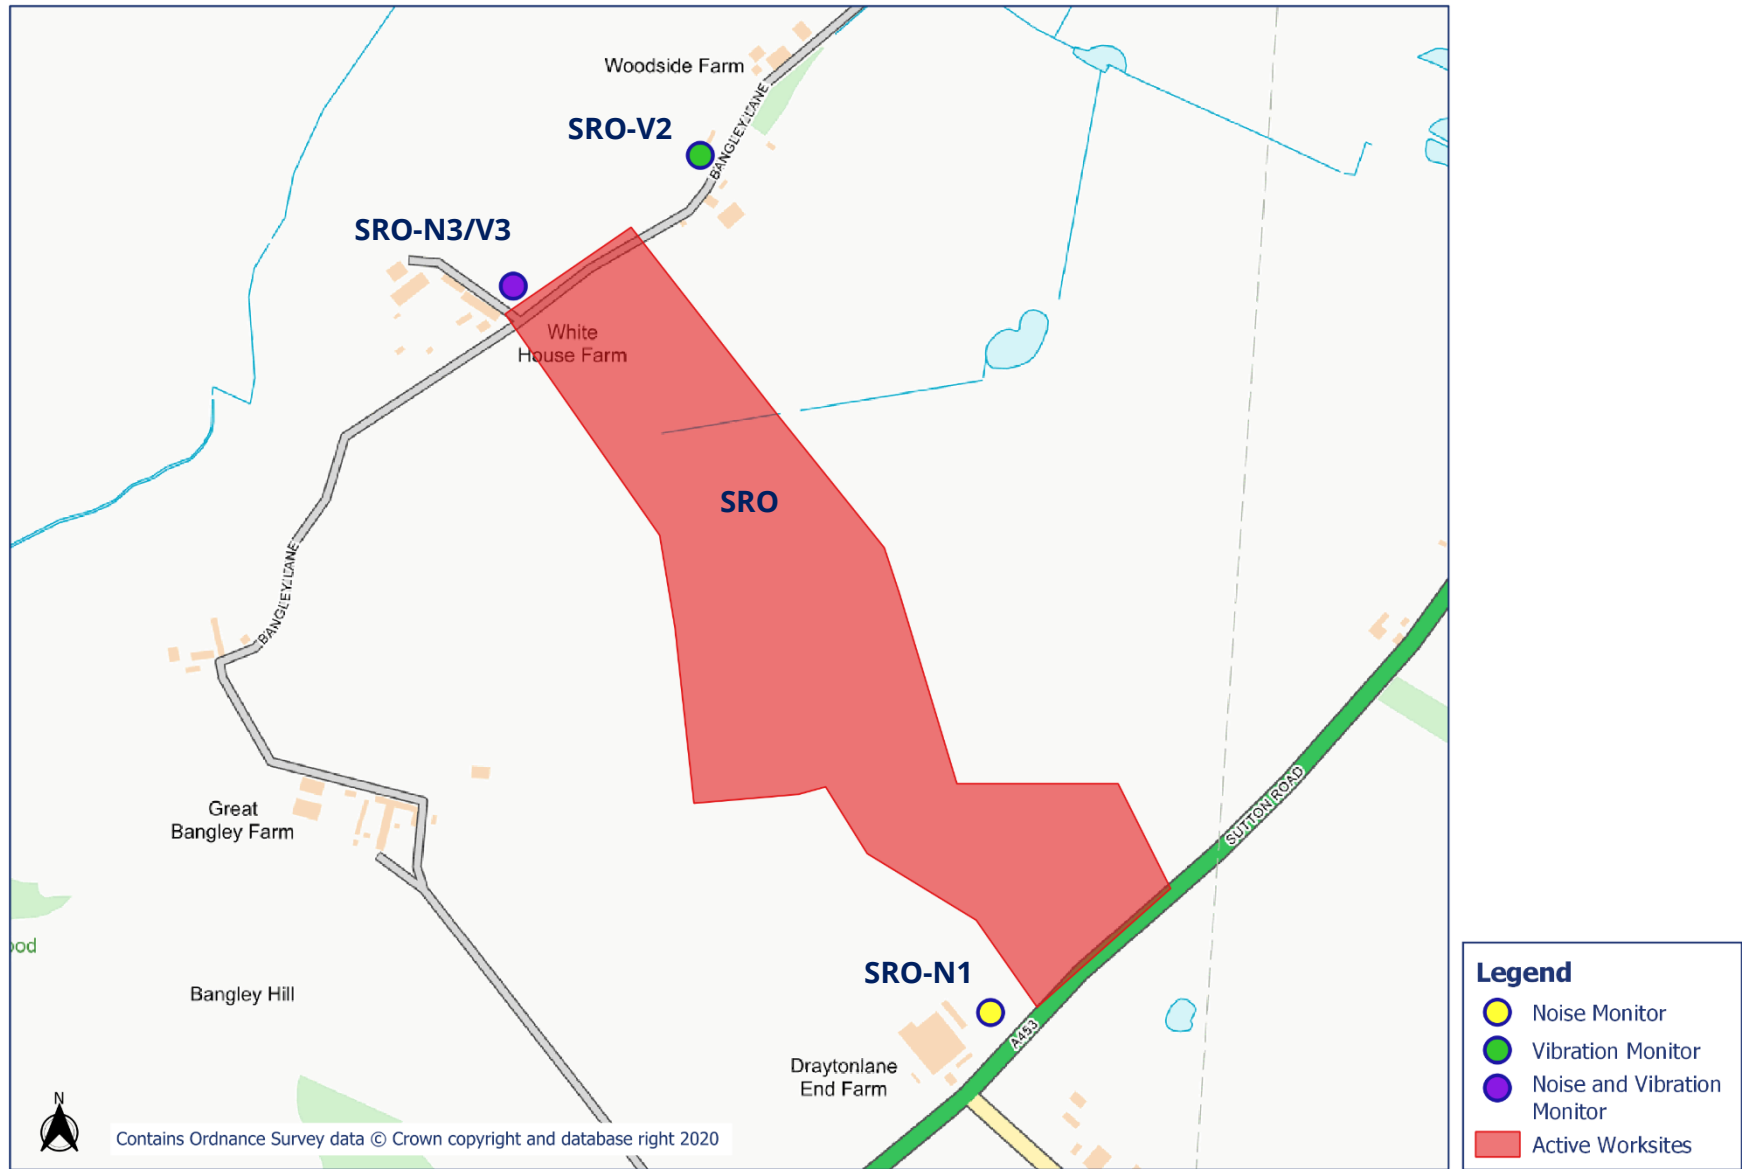 Woodside Farm
BANGLEY LANE
SRO-V2
SRO-N3/V3
White
House Farm
SRO
BANGLEY LANE
SUTTON ROAD
Great
Bangley Farm
ood
Bangley Hill
SRO-N1
A453
Draytonlane
End Farm
N
Contains Ordnance Survey data © Crown copyright and database right 2020
Legend
Noise Monitor
Vibration Monitor
Noise and Vibration
Monitor
Active Worksites